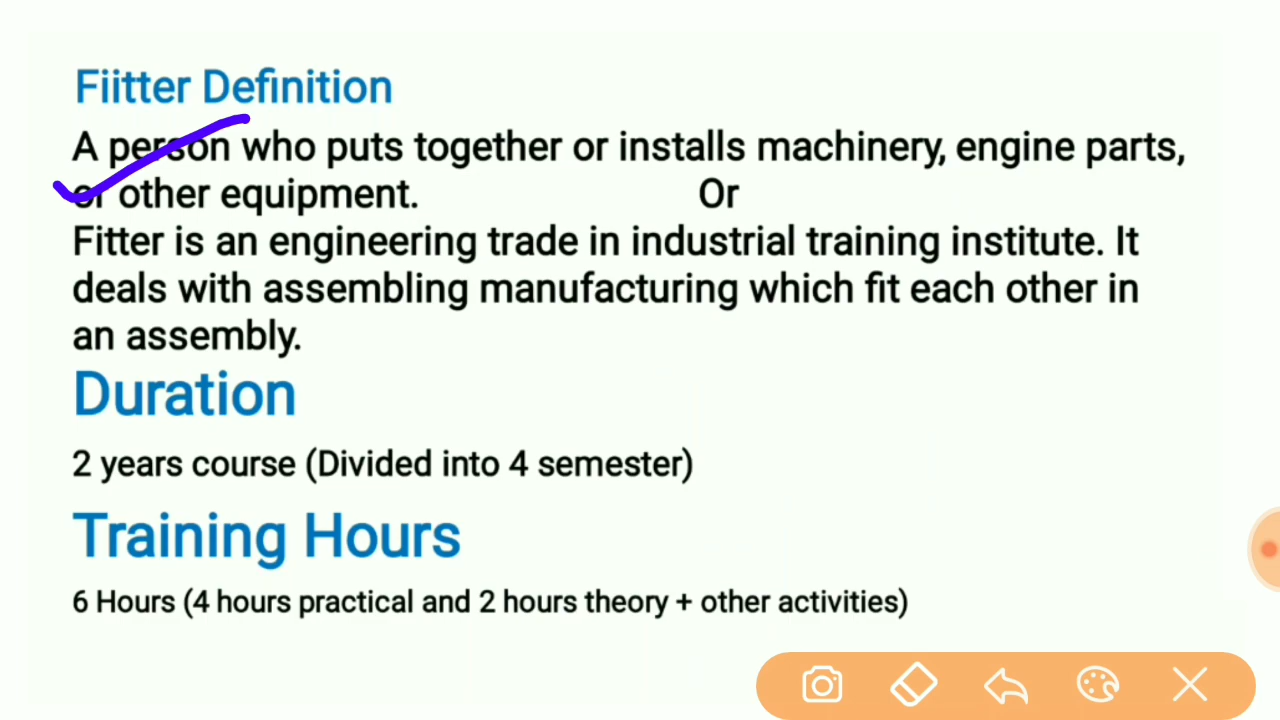 Fiitter Definition
A person who puts together or installs machinery, engine parts,
or other equipment. Or
Fitter is an engineering trade in industrial training institute. It
deals with assembling manufacturing which fit each other in
an assembly.
Duration
2 years course (Divided into 4 semester)
Training Hours
6 Hours (4 hours practical and 2 hours theory + other activities)